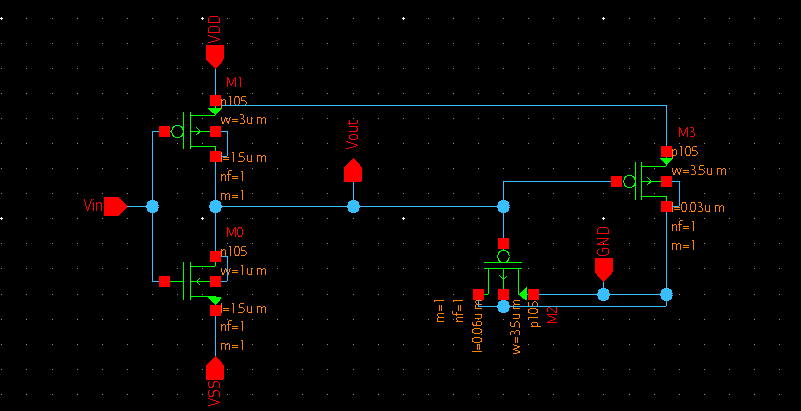 VDD
M1
p105
w=3u m
l=15u m
nf=1
m=1
Vin
Vout
M0
n105
w=1u m
l=15u m
nf=1
m=1
VSS
M3
p105
w=35u m
l=0.03u m
nf=1
m=1
GND
M2
p105
w=35u m
l=0.06u m
nf=1
m=1